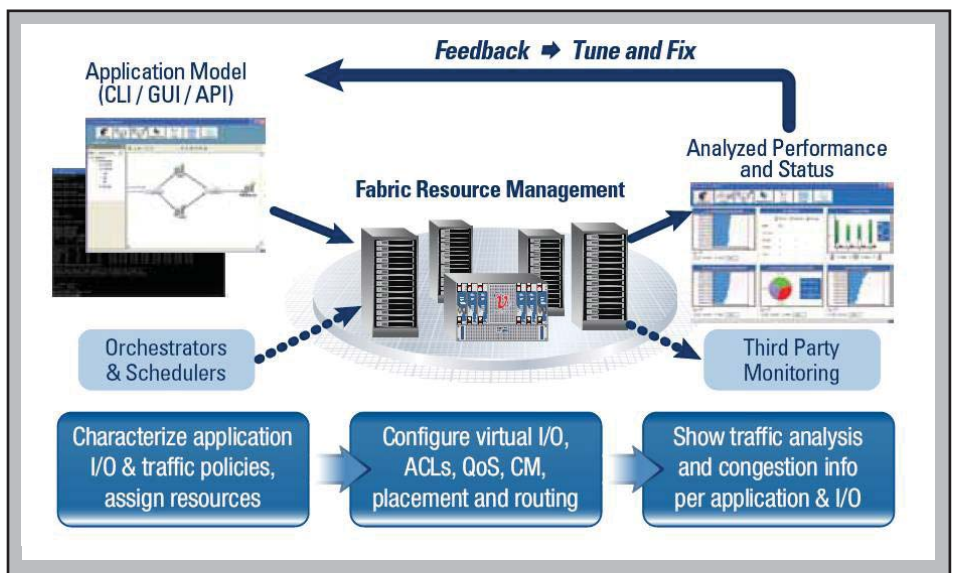 Feedback ➡ Tune and Fix
Application Model
(CLI / GUI / API)
Analyzed Performance
and Status
Fabric Resource Management
Orchestrators
& Schedulers
Third Party
Monitoring
Characterize application
I/O & traffic policies,
assign resources
Configure virtual I/O,
ACLs, QoS, CM,
placement and routing
Show traffic analysis
and congestion info
per application & I/O